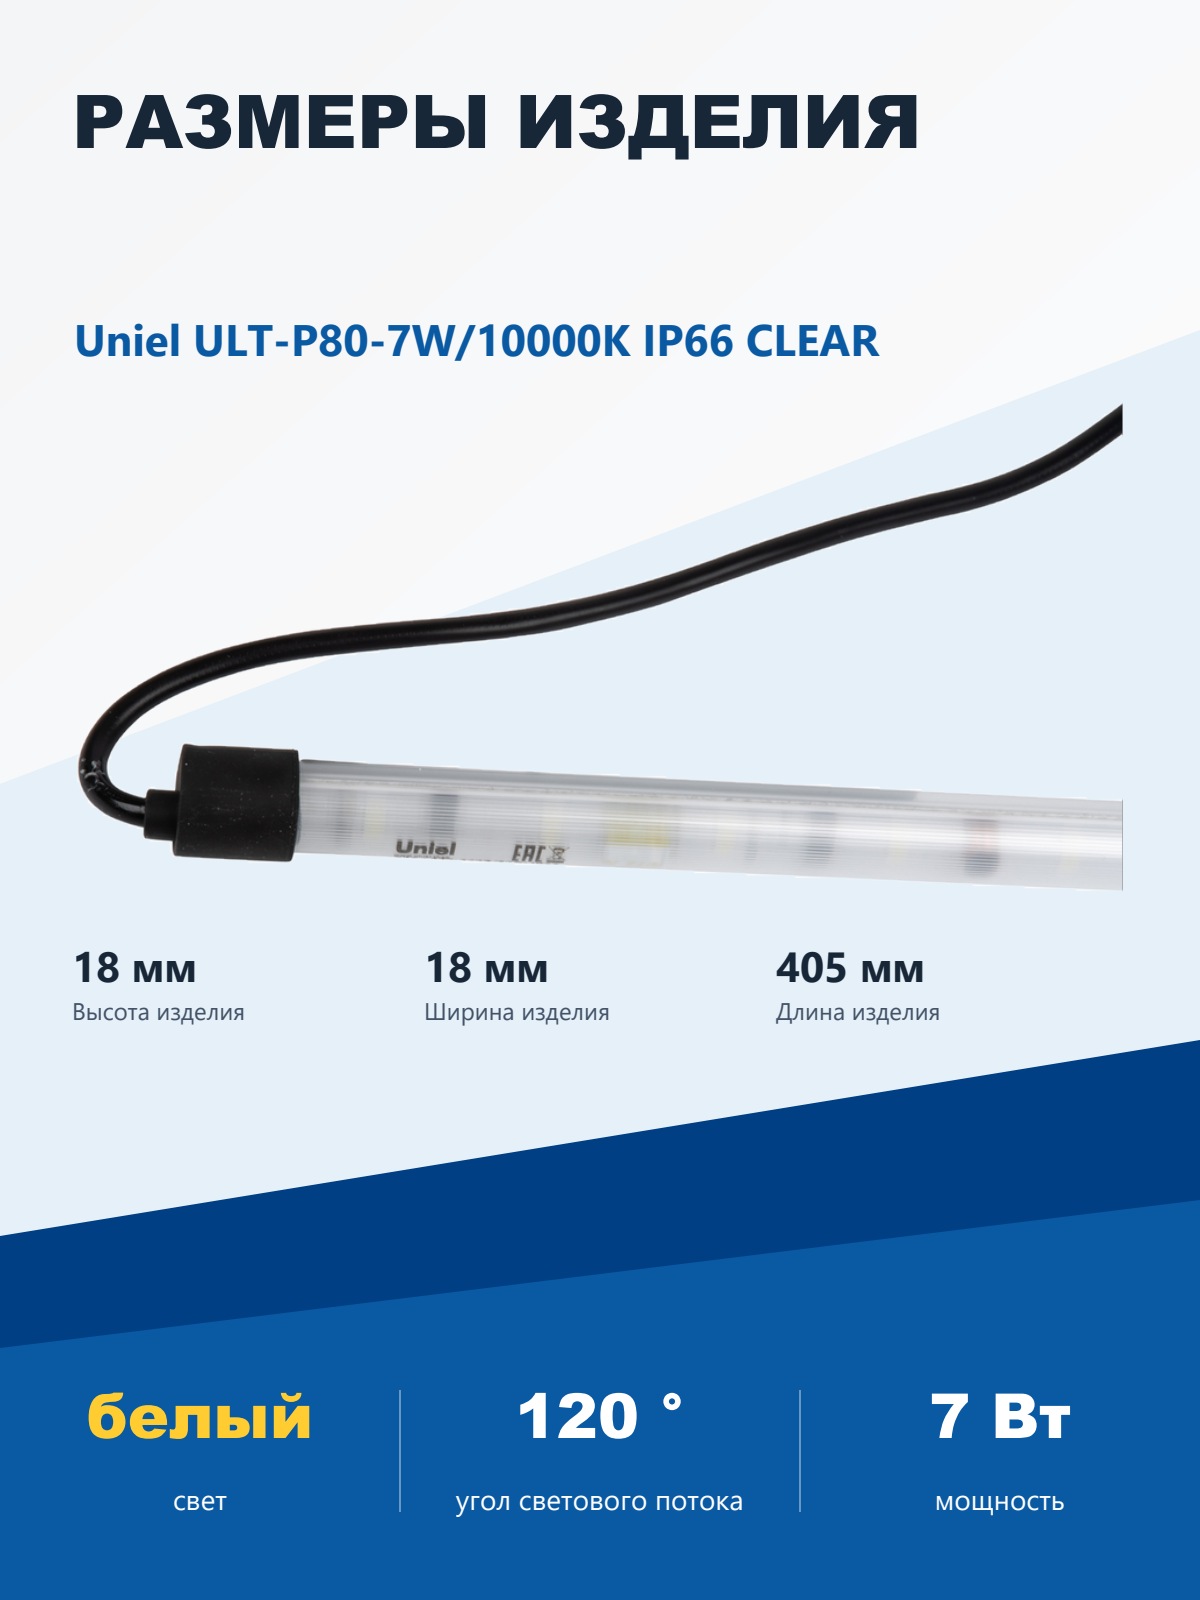 РАЗМЕРЫ ИЗДЕЛИЯ
Uniel ULT-P80-7W/10000K IP66 CLEAR
Uniel EAC
18 мм 18 мм 405 мм
Высота изделия Ширина изделия Длина изделия
белый 120 ° 7 Вт
свет угол светового потока мощность